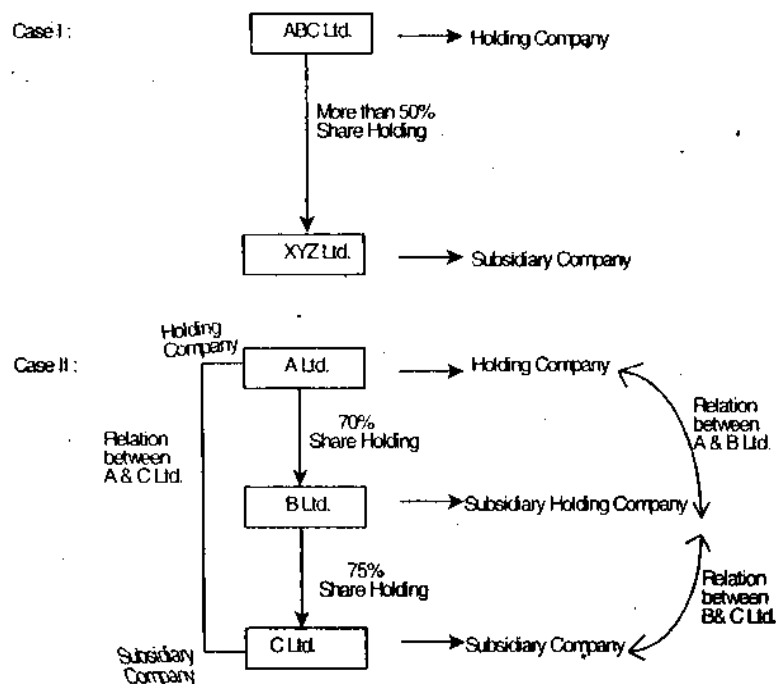 Case I :
ABC Ltd.
Holding Company
More than 50%
Share Holding
XYZ Ltd.
Subsidiary Company
Case II :
Holding
Company
A Ltd.
Holding Company
Relation
between
A & C Ltd.
70%
Share Holding
Relation
between
A & B Ltd.
B Ltd.
Subsidiary Holding Company
75%
Share Holding
Relation
between
B& C Ltd.
Subsidiary
Company
C Ltd.
Subsidiary Company